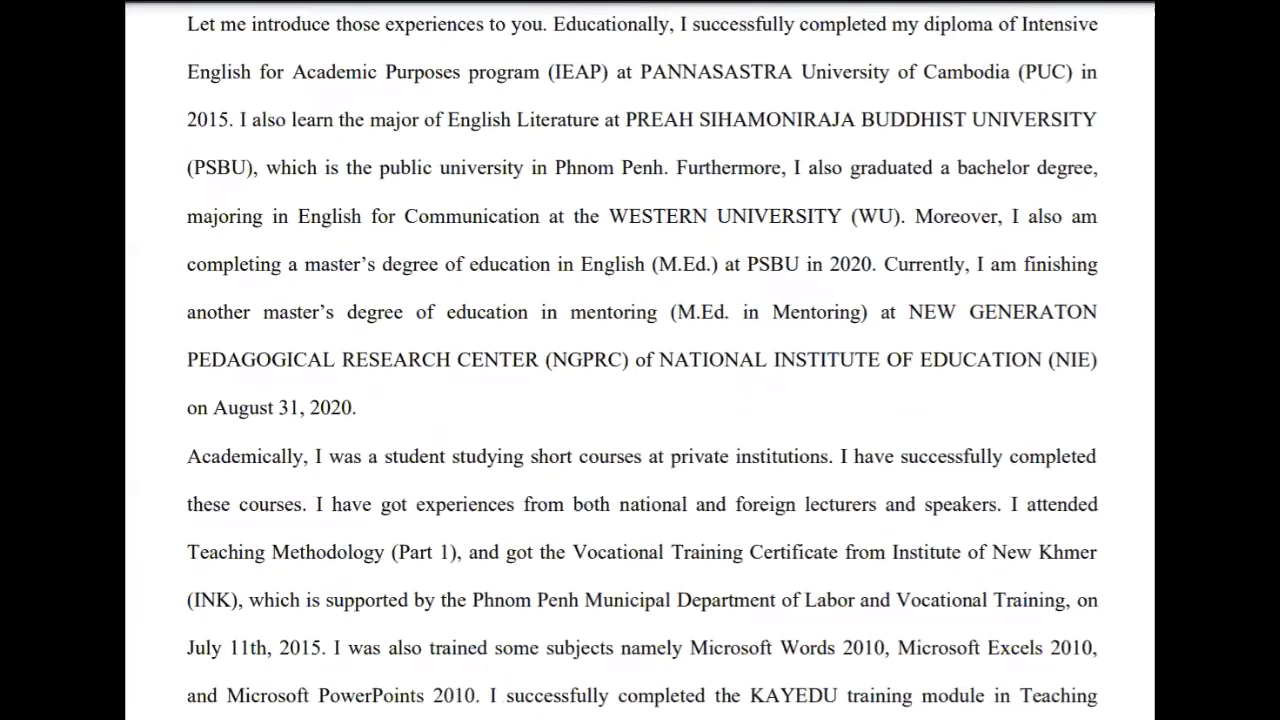 Let me introduce those experiences to you. Educationally, I successfully completed my diploma of Intensive
English for Academic Purposes program (IEAP) at PANNASASTRA University of Cambodia (PUC) in
2015. I also learn the major of English Literature at PREAH SIHAMONIRAJA BUDDHIST UNIVERSITY
(PSBU), which is the public university in Phnom Penh. Furthermore, I also graduated a bachelor degree,
majoring in English for Communication at the WESTERN UNIVERSITY (WU). Moreover, I also am
completing a master’s degree of education in English (M.Ed.) at PSBU in 2020. Currently, I am finishing
another master’s degree of education in mentoring (M.Ed. in Mentoring) at NEW GENERATON
PEDAGOGICAL RESEARCH CENTER (NGPRC) of NATIONAL INSTITUTE OF EDUCATION (NIE)
on August 31, 2020.
Academically, I was a student studying short courses at private institutions. I have successfully completed
these courses. I have got experiences from both national and foreign lecturers and speakers. I attended
Teaching Methodology (Part 1), and got the Vocational Training Certificate from Institute of New Khmer
(INK), which is supported by the Phnom Penh Municipal Department of Labor and Vocational Training, on
July 11th, 2015. I was also trained some subjects namely Microsoft Words 2010, Microsoft Excels 2010,
and Microsoft PowerPoints 2010. I successfully completed the KAYEDU training module in Teaching